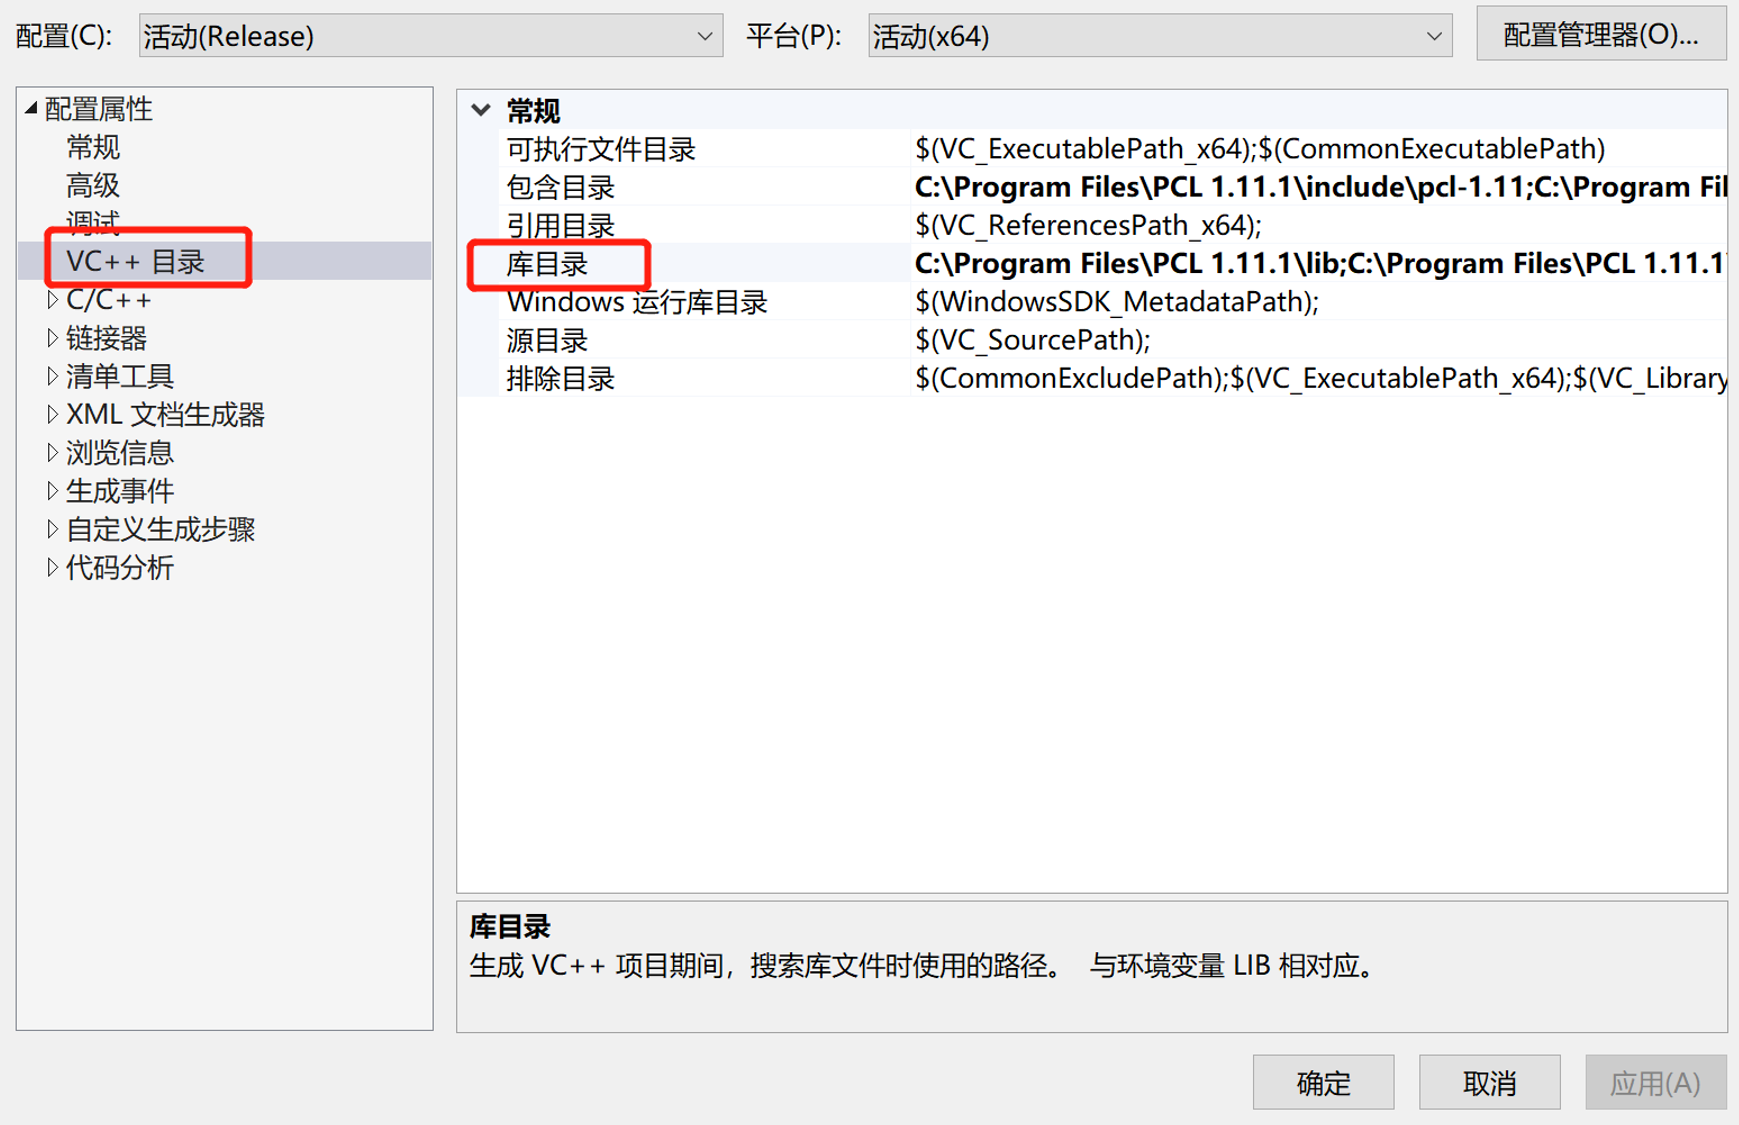 配置(C): 活动(Release) 平台(P): 活动(x64) 配置管理器(O)...
配置属性
常规
高级
调试
VC++ 目录
C/C++
链接器
清单工具
XML 文档生成器
浏览信息
生成事件
自定义生成步骤
代码分析
常规
可执行文件目录 $(VC_ExecutablePath_x64);$(CommonExecutablePath)
包含目录 C:\Program Files\PCL 1.11.1\include\pcl-1.11;C:\Program Fil
引用目录 $(VC_ReferencesPath_x64);
库目录 C:\Program Files\PCL 1.11.1\lib;C:\Program Files\PCL 1.11.1\
Windows 运行库目录 $(WindowsSDK_MetadataPath);
源目录 $(VC_SourcePath);
排除目录 $(CommonExcludePath);$(VC_ExecutablePath_x64);$(VC_Library
库目录
生成 VC++ 项目期间，搜索库文件时使用的路径。 与环境变量 LIB 相对应。
确定 取消 应用(A)